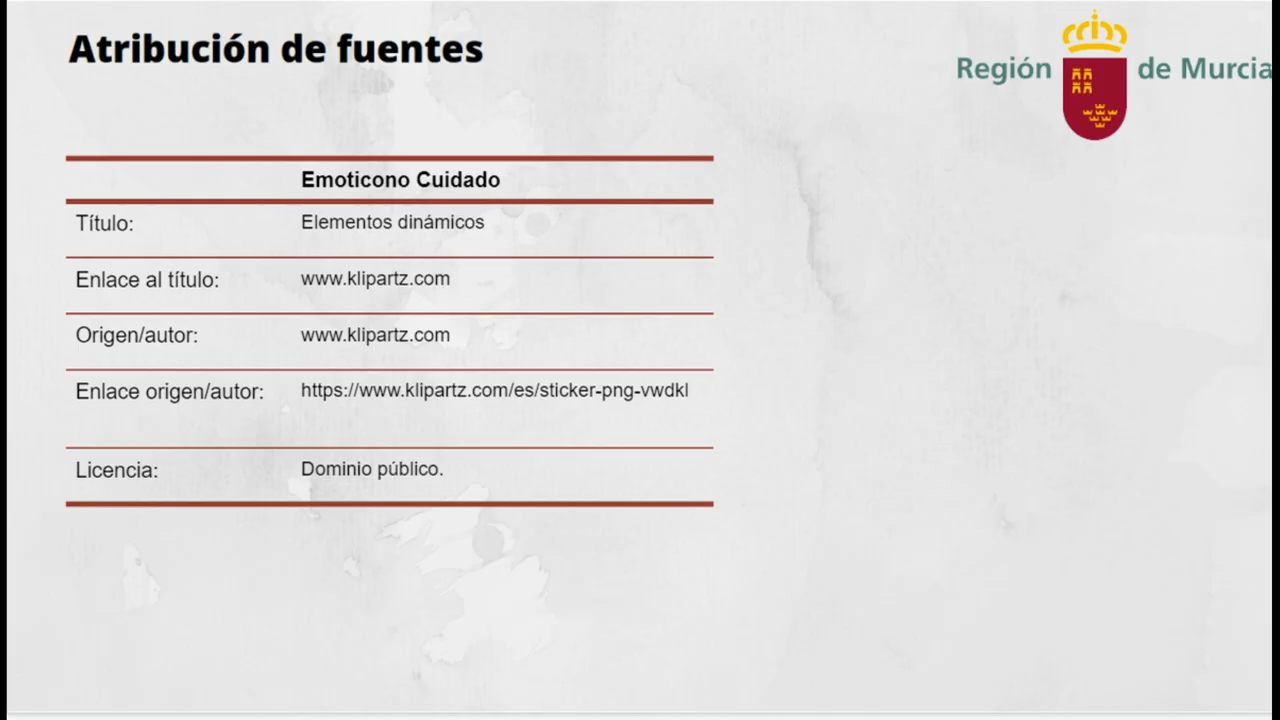 Atribución de fuentes
Región de Murcia
Emoticono Cuidado
Título: Elementos dinámicos
Enlace al título: www.klipartz.com
Origen/autor: www.klipartz.com
Enlace origen/autor: https://www.klipartz.com/es/sticker-png-vwdkl
Licencia: Dominio público.